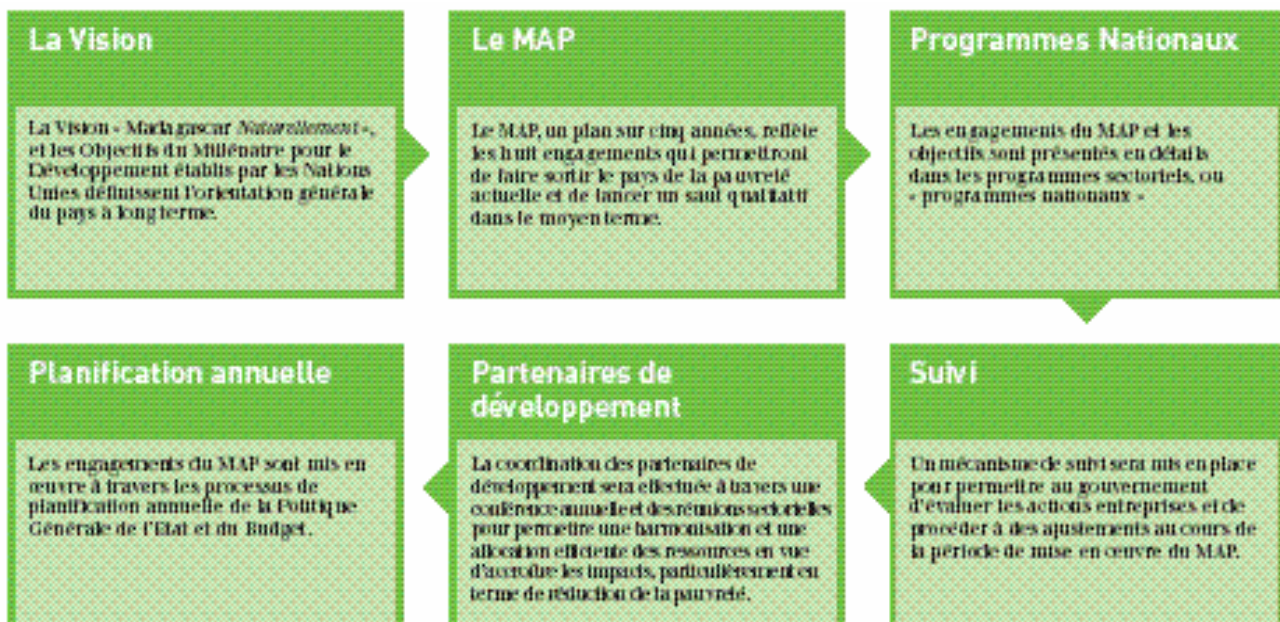 La Vision
La Vision « Madagascar Naturellement »,
et les Objectifs du Millénaire pour le
Développement établis par les Nations
Unies définissent l'orientation générale
du pays à long terme.
Le MAP
Le MAP, un plan sur cinq années, reflète
les huit engagements qui permettront
de faire sortir le pays de la pauvreté
actuelle et de lancer un saut qualitatif
dans le moyen terme.
Programmes Nationaux
Les engagements du MAP et les
objectifs sont présentés en détails
dans les programmes sectoriels, ou
« programmes nationaux »
Suivi
Un mécanisme de suivi sera mis en place
pour permettre au gouvernement
d'évaluer les actions entreprises et de
procéder à des ajustements au cours de
la période de mise en œuvre du MAP.
Partenaires de
développement
La coordination des partenaires de
développement sera effectuée à travers une
conférence annuelle et des réunions sectorielles
pour permettre une harmonisation et une
allocation efficiente des ressources en vue
d'accroître les impacts, particulièrement en
terme de réduction de la pauvreté.
Planification annuelle
Les engagements du MAP sont mis en
œuvre à travers les processus de
planification annuelle de la Politique
Générale de l'Etat et du Budget.